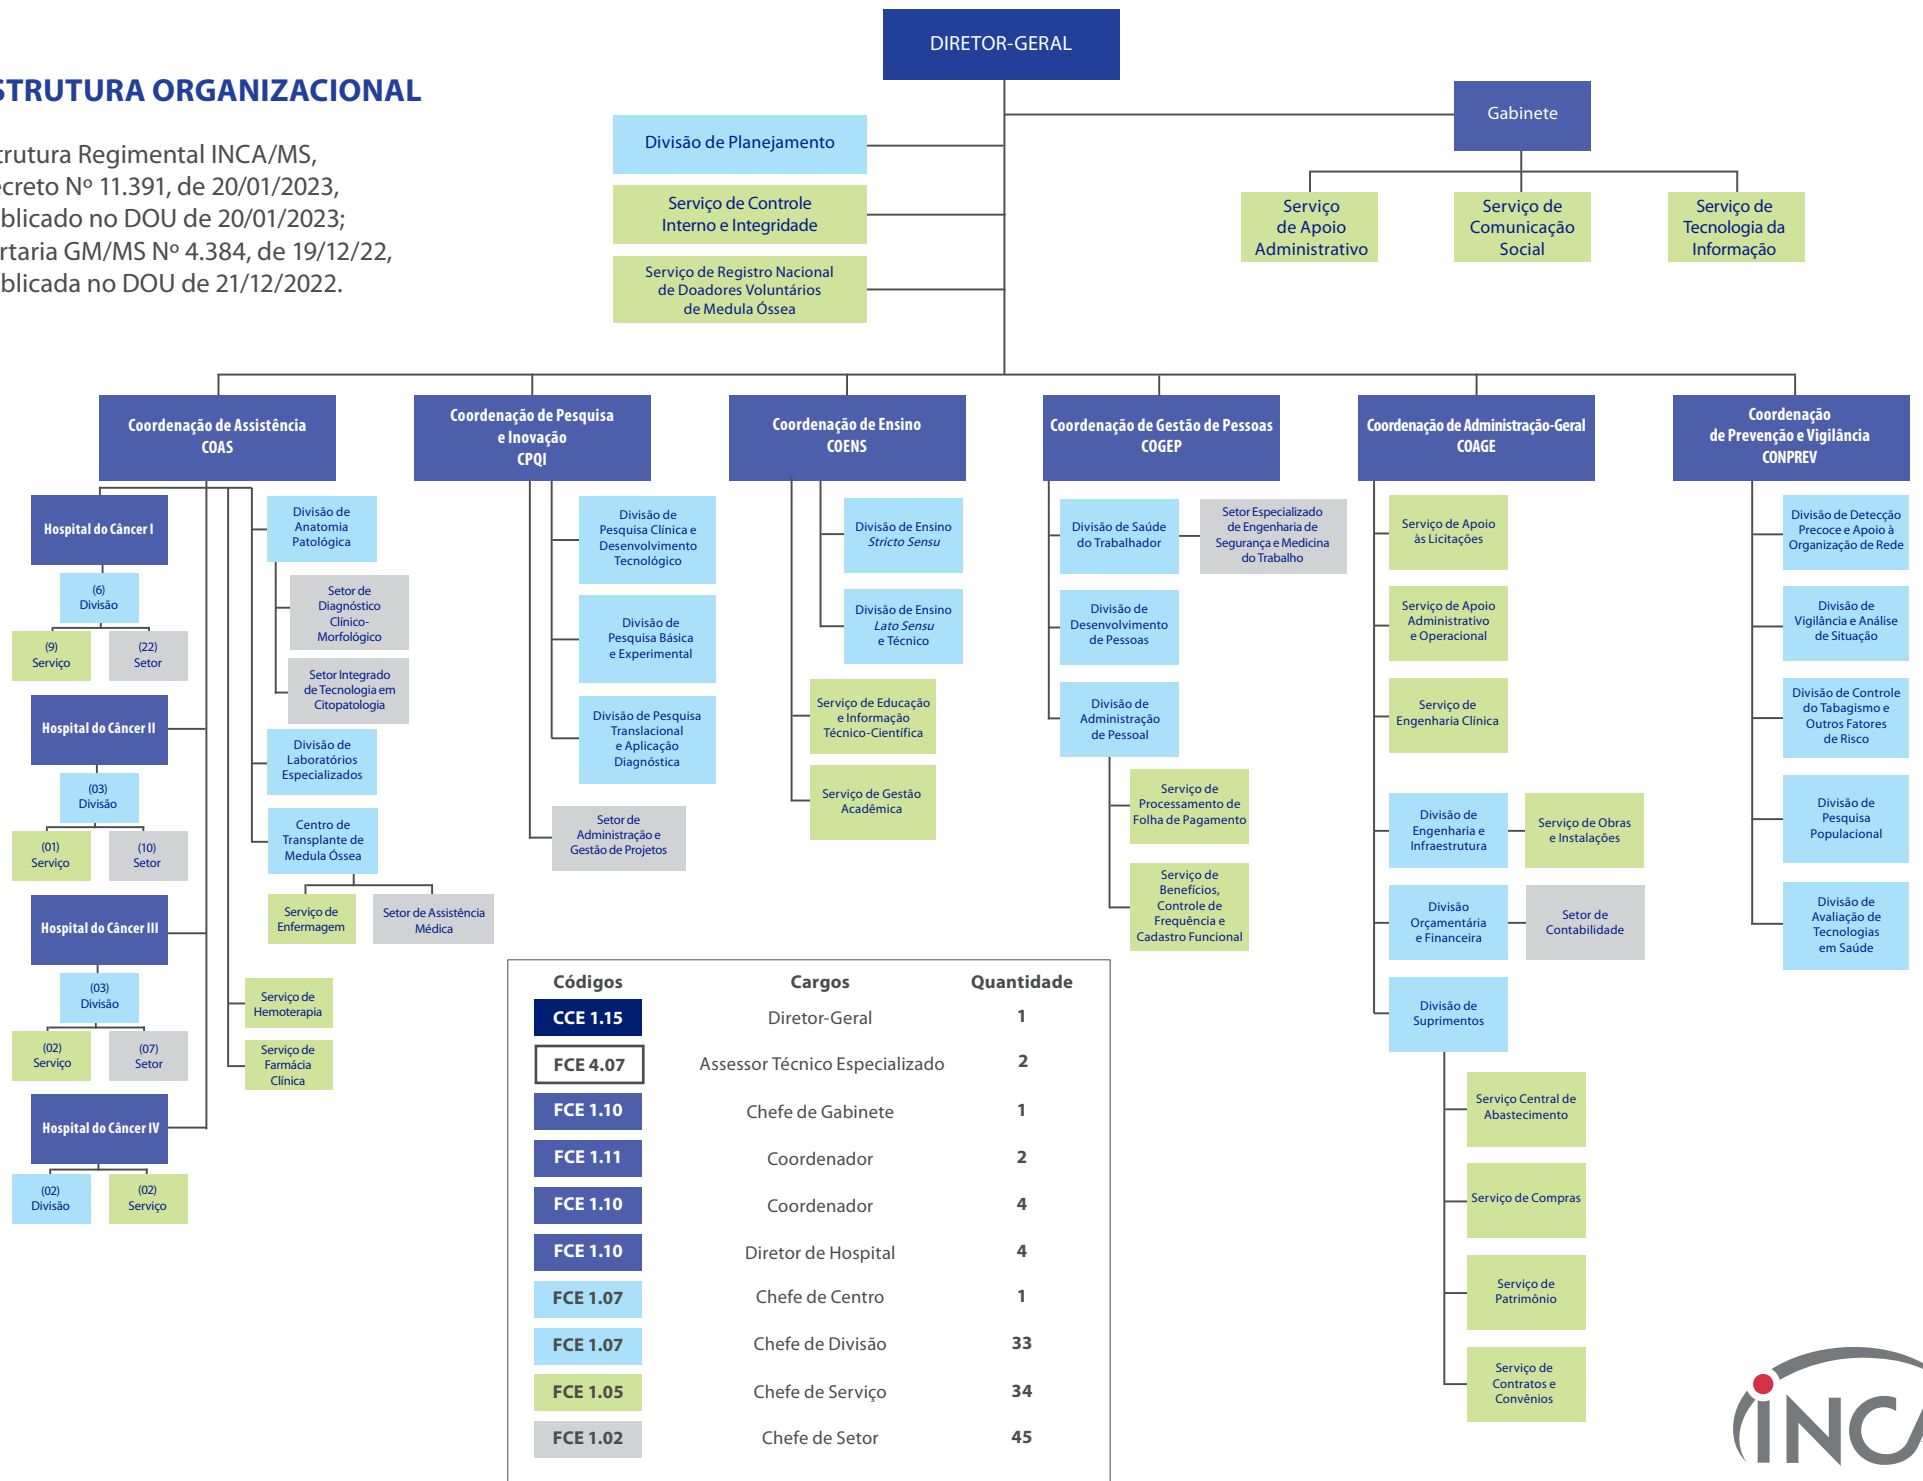 DIRETOR-GERAL
STRUTURA ORGANIZACIONAL
trutura Regimental INCA/MS,
ecreto Nº 11.391, de 20/01/2023,
ublicado no DOU de 20/01/2023;
rtaria GM/MS Nº 4.384, de 19/12/22,
ublicada no DOU de 21/12/2022.
Divisão de Planejamento
Serviço de Controle
Interno e Integridade
Serviço de Registro Nacional
de Doadores Voluntários
de Medula Óssea
Gabinete
Serviço
de Apoio
Administrativo
Serviço de
Comunicação
Social
Serviço de
Tecnologia da
Informação
Coordenação de Assistência
COAS
Coordenação de Pesquisa
e Inovação
CPQI
Coordenação de Ensino
COENS
Coordenação de Gestão de Pessoas
COGEP
Coordenação de Administração-Geral
COAGE
Coordenação
de Prevenção e Vigilância
CONPREV
Hospital do Câncer I
(6)
Divisão
(9)
Serviço
(22)
Setor
Hospital do Câncer II
(03)
Divisão
(01)
Serviço
(10)
Setor
Hospital do Câncer III
(03)
Divisão
(02)
Serviço
(07)
Setor
Hospital do Câncer IV
(02)
Divisão
(02)
Serviço
Divisão de
Anatomia
Patológica
Setor de
Diagnóstico
Clínico-
Morfológico
Setor Integrado
de Tecnologia em
Citopatologia
Divisão de
Laboratórios
Especializados
Centro de
Transplante de
Medula Óssea
Serviço de
Enfermagem
Setor de Assistência
Médica
Serviço de
Hemoterapia
Serviço de
Farmácia
Clínica
Divisão de
Pesquisa Clínica e
Desenvolvimento
Tecnológico
Divisão de
Pesquisa Básica
e Experimental
Divisão de Pesquisa
Translacional
e Aplicação
Diagnóstica
Setor de
Administração e
Gestão de Projetos
Divisão de Ensino
Stricto Sensu
Divisão de Ensino
Lato Sensu
e Técnico
Serviço de Educação
e Informação
Técnico-Científica
Serviço de Gestão
Acadêmica
Divisão de Saúde
do Trabalhador
Setor Especializado
de Engenharia de
Segurança e Medicina
do Trabalho
Divisão de
Desenvolvimento
de Pessoas
Divisão de
Administração
de Pessoal
Serviço de
Processamento de
Folha de Pagamento
Serviço de
Benefícios,
Controle de
Frequência e
Cadastro Funcional
Serviço de Apoio
às Licitações
Serviço de Apoio
Administrativo
e Operacional
Serviço de
Engenharia Clínica
Divisão de
Engenharia e
Infraestrutura
Serviço de Obras
e Instalações
Divisão
Orçamentária
e Financeira
Setor de
Contabilidade
Divisão de
Suprimentos
Serviço Central de
Abastecimento
Serviço de Compras
Serviço de
Patrimônio
Serviço de
Contratos e
Convênios
Divisão de Detecção
Precoce e Apoio à
Organização de Rede
Divisão de
Vigilância e Análise
de Situação
Divisão de Controle
do Tabagismo e
Outros Fatores
de Risco
Divisão de
Pesquisa
Populacional
Divisão de
Avaliação de
Tecnologias
em Saúde
Códigos Cargos Quantidade
CCE 1.15 Diretor-Geral 1
FCE 4.07 Assessor Técnico Especializado 2
FCE 1.10 Chefe de Gabinete 1
FCE 1.11 Coordenador 2
FCE 1.10 Coordenador 4
FCE 1.10 Diretor de Hospital 4
FCE 1.07 Chefe de Centro 1
FCE 1.07 Chefe de Divisão 33
FCE 1.05 Chefe de Serviço 34
FCE 1.02 Chefe de Setor 45
INCA